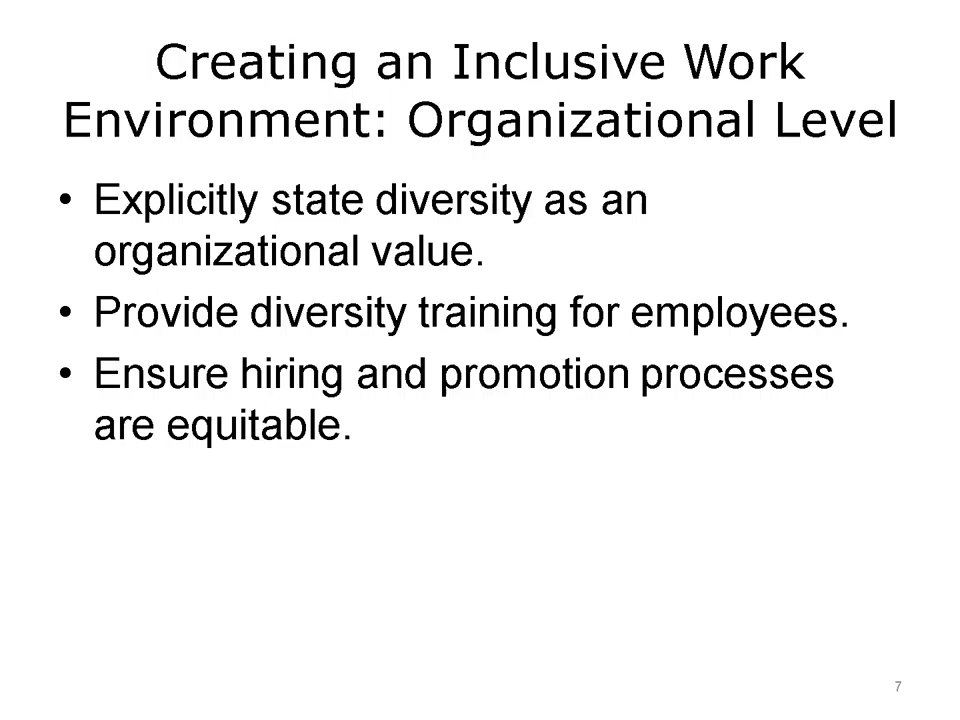 Creating an Inclusive Work
Environment: Organizational Level
• Explicitly state diversity as an
organizational value.
• Provide diversity training for employees.
• Ensure hiring and promotion processes
are equitable.
7